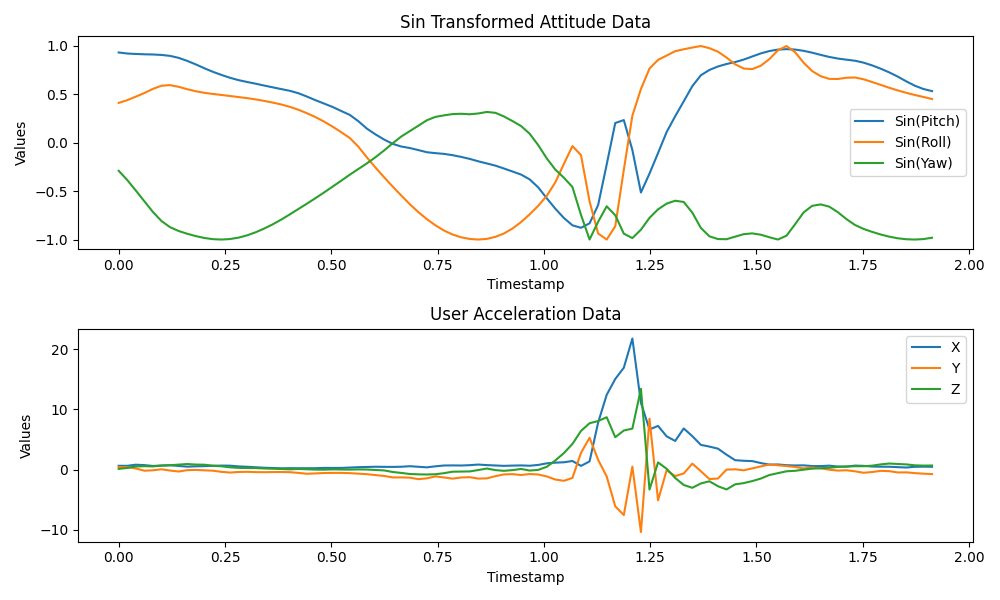 Sin Transformed Attitude Data
1.0
0.5
0.0
−0.5
−1.0
Values
Sin(Pitch)
Sin(Roll)
Sin(Yaw)
0.00 0.25 0.50 0.75 1.00 1.25 1.50 1.75 2.00
Timestamp
User Acceleration Data
20
10
0
−10
Values
X
Y
Z
0.00 0.25 0.50 0.75 1.00 1.25 1.50 1.75 2.00
Timestamp